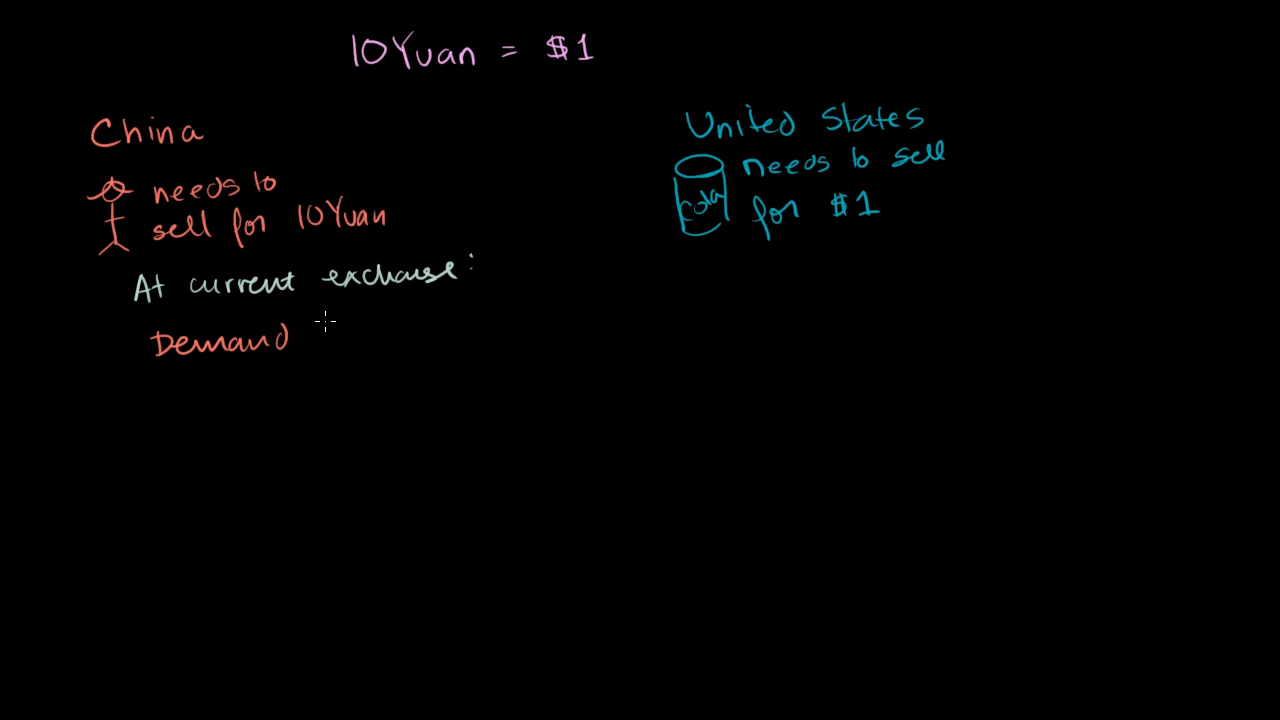 10Yuan = $1
China
needs to
sell for 10Yuan
At current exchange:
Demand
United States
cola
needs to sell
for $1